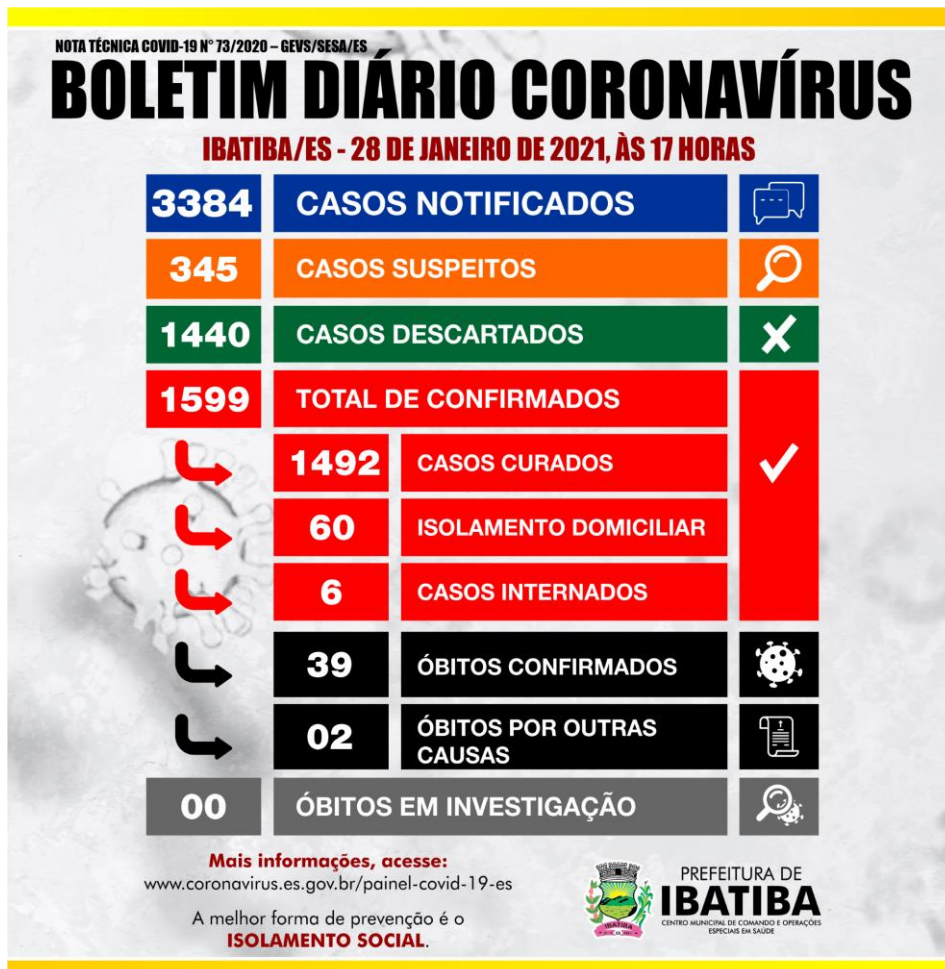 NOTA TÉCNICA COVID-19 N° 73/2020 – GEVS/SESA/ES
BOLETIM DIÁRIO CORONAVÍRUS
IBATIBA/ES - 28 DE JANEIRO DE 2021, ÀS 17 HORAS
3384 CASOS NOTIFICADOS
345 CASOS SUSPEITOS
1440 CASOS DESCARTADOS
1599 TOTAL DE CONFIRMADOS
1492 CASOS CURADOS
60 ISOLAMENTO DOMICILIAR
6 CASOS INTERNADOS
39 ÓBITOS CONFIRMADOS
02 ÓBITOS POR OUTRAS
CAUSAS
00 ÓBITOS EM INVESTIGAÇÃO
Mais informações, acesse:
www.coronavirus.es.gov.br/painel-covid-19-es
A melhor forma de prevenção é o
ISOLAMENTO SOCIAL.
IBATIBA
PREFEITURA DE
IBATIBA
CENTRO MUNICIPAL DE COMANDO E OPERAÇÕES
ESPECIAIS EM SAÚDE